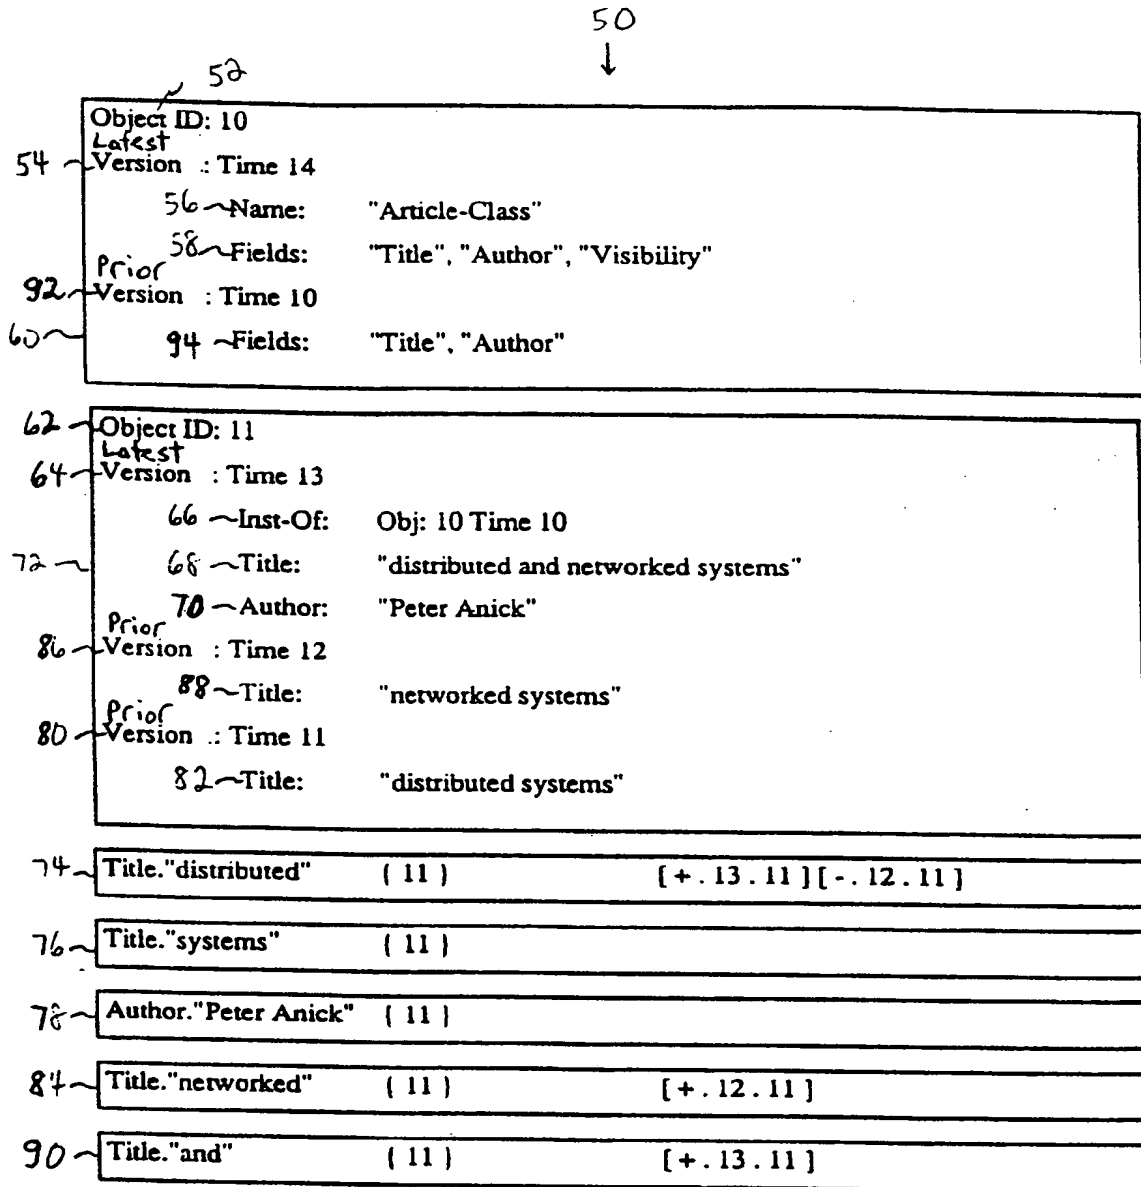 50
52
Object ID: 10
Latest
54 Version : Time 14
56 Name: "Article-Class"
58 Fields: "Title", "Author", "Visibility"
Prior
92 Version : Time 10
60 94 Fields: "Title", "Author"
62 Object ID: 11
Latest
64 Version : Time 13
66 Inst-Of: Obj: 10 Time 10
72 68 Title: "distributed and networked systems"
70 Author: "Peter Anick"
Prior
86 Version : Time 12
88 Title: "networked systems"
Prior
80 Version : Time 11
82 Title: "distributed systems"
74 Title."distributed" { 11 } [ + . 13 . 11 ] [ - . 12 . 11 ]
76 Title."systems" { 11 }
78 Author."Peter Anick" { 11 }
84 Title."networked" { 11 } [ + . 12 . 11 ]
90 Title."and" { 11 } [ + . 13 . 11 ]